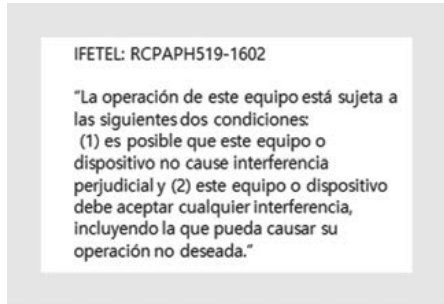 IFETEL: RCPAPH519-1602
“La operación de este equipo está sujeta a
las siguientes dos condiciones:
(1) es posible que este equipo o
dispositivo no cause interferencia
perjudicial y (2) este equipo o dispositivo
debe aceptar cualquier interferencia,
incluyendo la que pueda causar su
operación no deseada.”